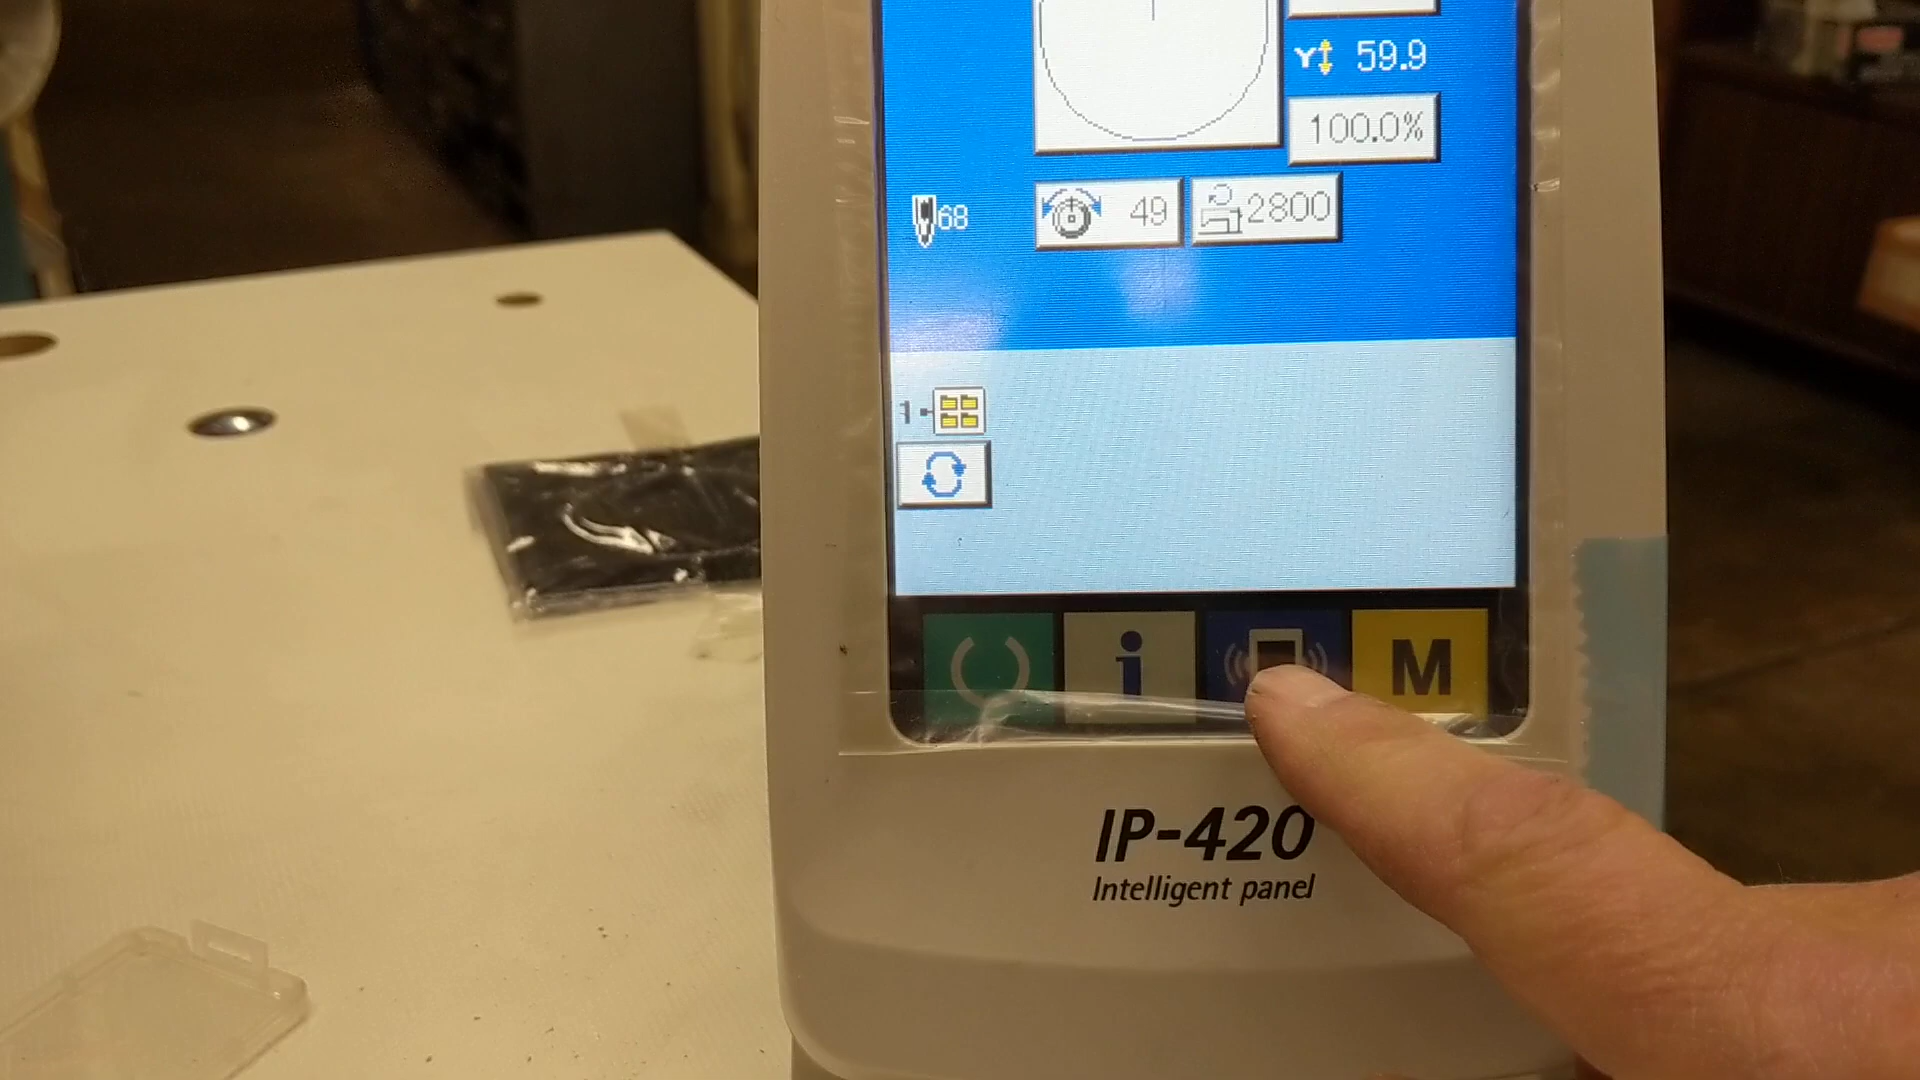 Y 59.9
100.0%
68 49 2800
1
i M
IP-420
Intelligent panel